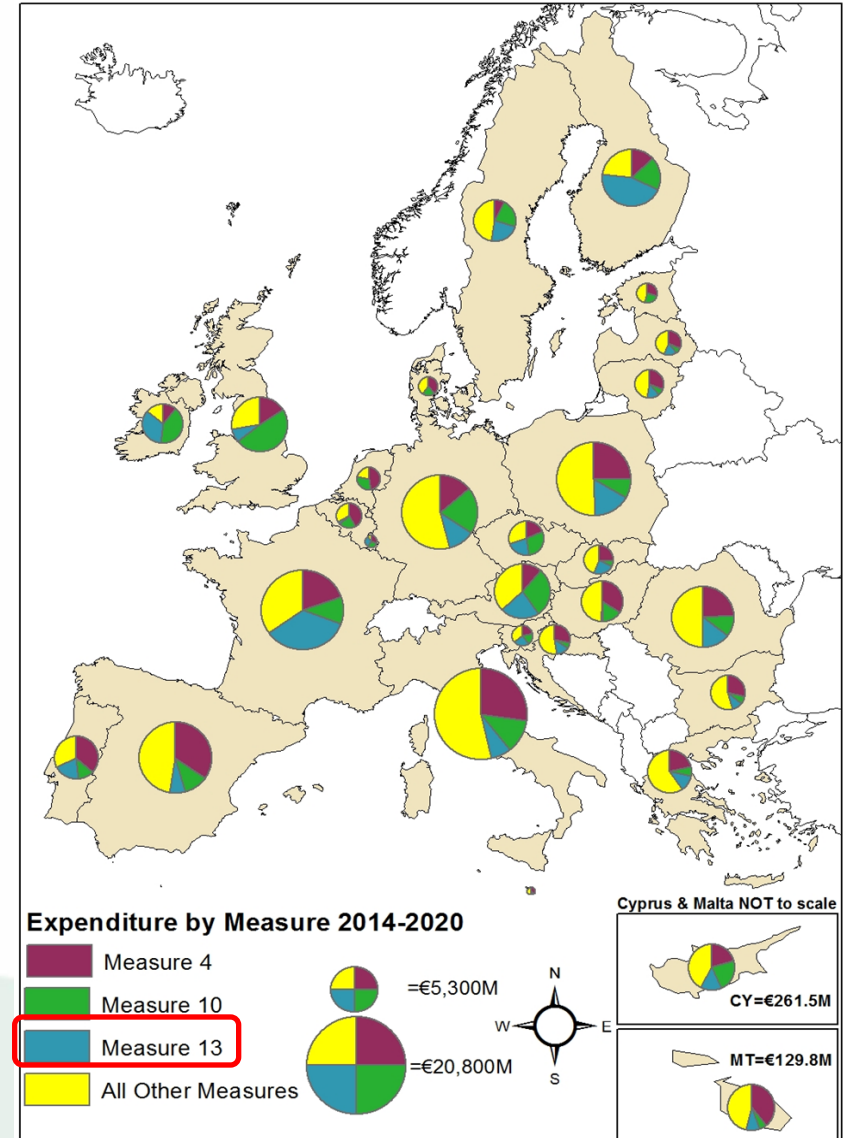 Cyprus & Malta NOT to scale
Expenditure by Measure 2014-2020
Measure 4
Measure 10
Measure 13
All Other Measures
=€5,300M
=€20,800M
N
W
E
S
CY=€261.5M
MT=€129.8M